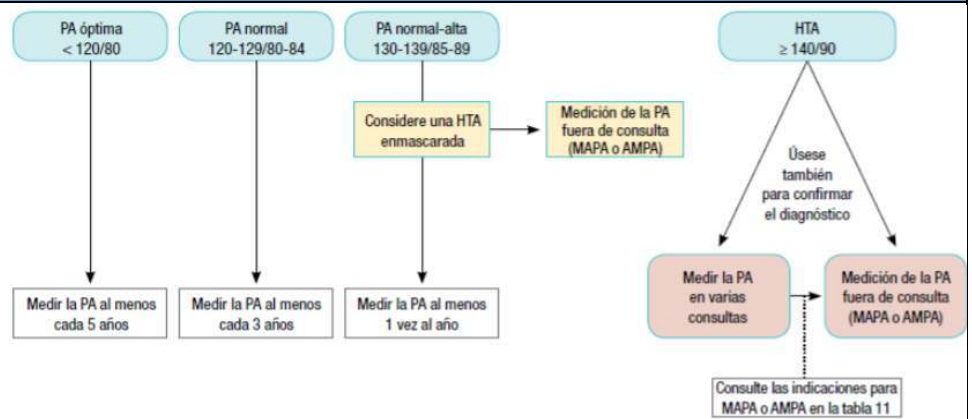 PA óptima
< 120/80
PA normal
120-129/80-84
PA normal-alta
130-139/85-89
HTA
≥ 140/90
Considere una HTA
enmascarada
Medición de la PA
fuera de consulta
(MAPA o AMPA)
Úsese
también
para confirmar
el diagnóstico
Medir la PA al menos
cada 5 años
Medir la PA al menos
cada 3 años
Medir la PA al menos
1 vez al año
Medir la PA
en varias
consultas
Medición de la PA
fuera de consulta
(MAPA o AMPA)
Consulte las indicaciones para
MAPA o AMPA en la tabla 11